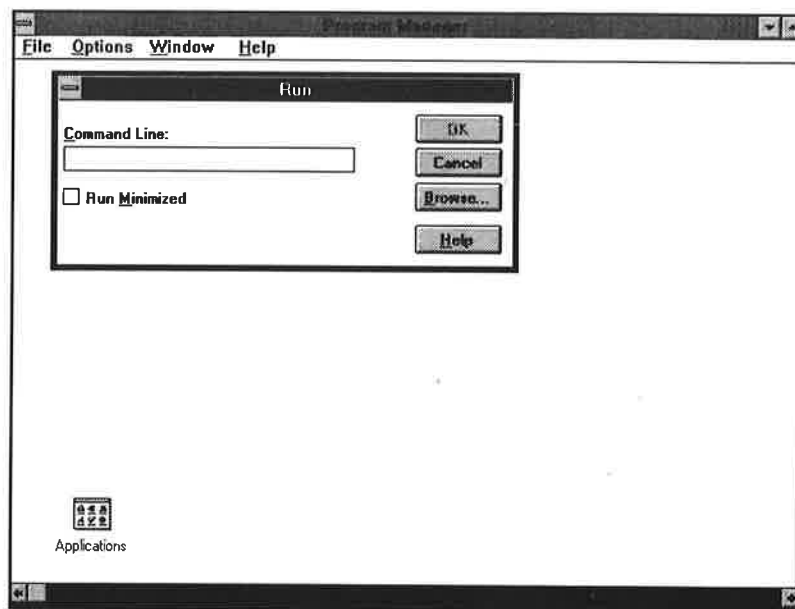 Program Manager
File Options Window Help
Run
Command Line:
OK
Cancel
Run Minimized
Browse...
Help
Applications